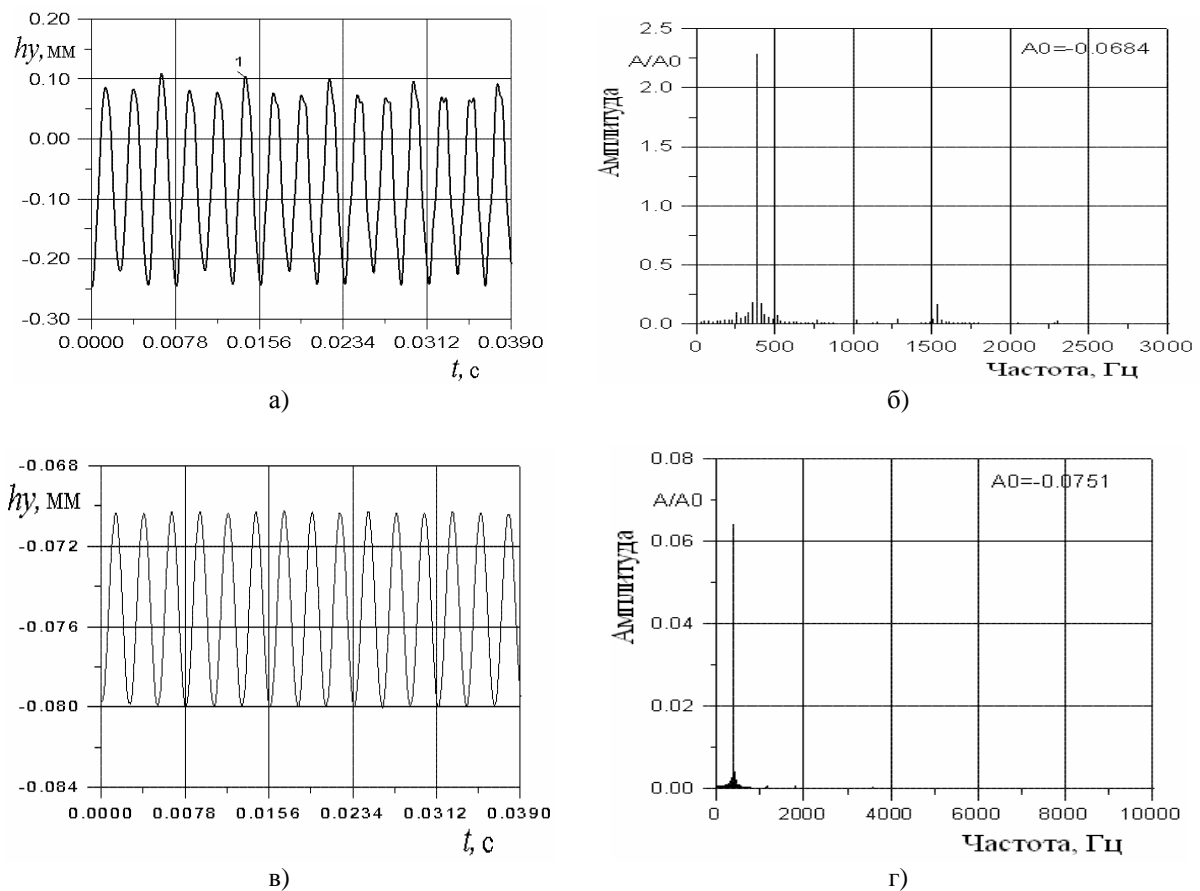 0.20
hy, мм
0.10
0.00
-0.10
-0.20
-0.30
1
0.0000 0.0078 0.0156 0.0234 0.0312 0.0390
t, с
а)
2.5
A/A0
2.0
1.5
1.0
0.5
0.0
Амплитуда
A0=-0.0684
0 500 1000 1500 2000 2500 3000
Частота, Гц
б)
-0.068
hy, мм
-0.072
-0.076
-0.080
-0.084
0.0000 0.0078 0.0156 0.0234 0.0312 0.0390
t, с
в)
0.08
A/A0
0.06
0.04
0.02
0.00
Амплитуда
A0=-0.0751
0 2000 4000 6000 8000 10000
Частота, Гц
г)